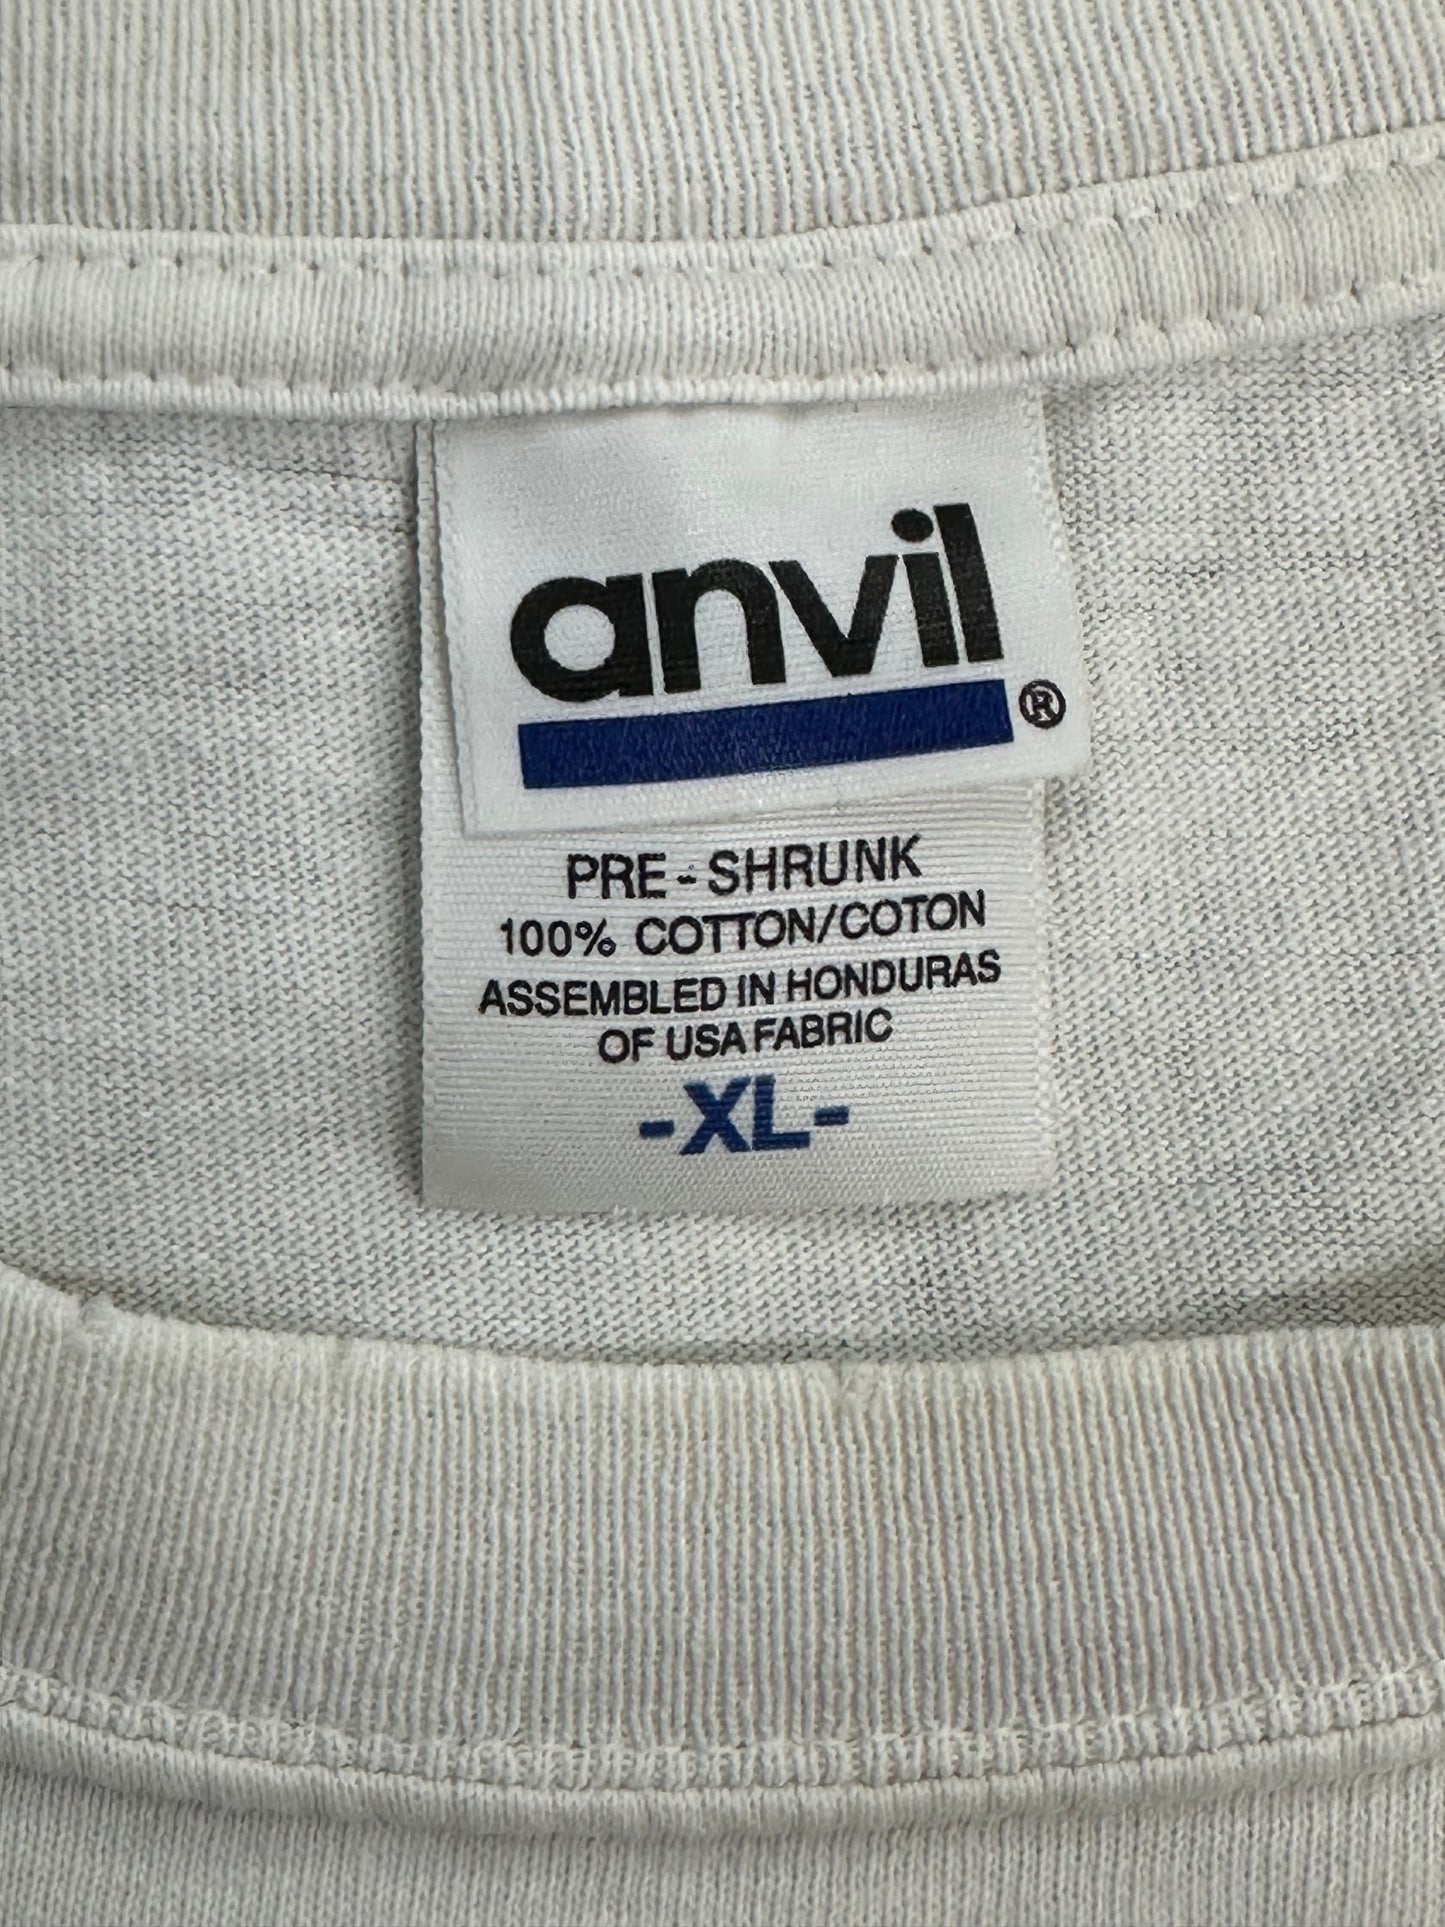 anvil®
PRE-SHRUNK
100% COTTON/COTON
ASSEMBLED IN HONDURAS
OF USA FABRIC
-XL-